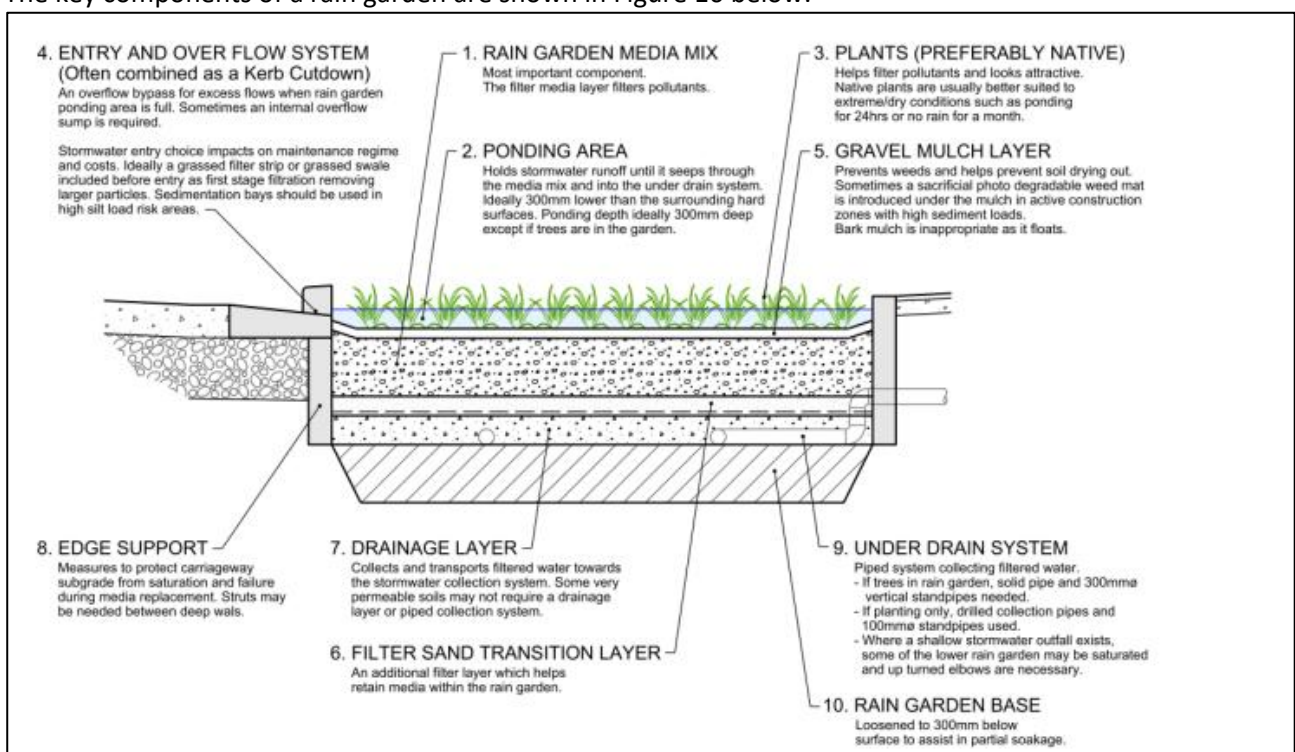 The key components of a rain garden are shown in Figure 10 below.
4. ENTRY AND OVER FLOW SYSTEM
(Often combined as a Kerb Cutdown)
An overflow bypass for excess flows when rain garden
ponding area is full. Sometimes an internal overflow
sump is required.
Stormwater entry choice impacts on maintenance regime
and costs. Ideally a grassed filter strip or grassed swale
included before entry as first stage filtration removing
larger particles. Sedimentation bays should be used in
high silt load risk areas.
1. RAIN GARDEN MEDIA MIX
Most important component.
The filter media layer filters pollutants.
2. PONDING AREA
Holds stormwater runoff until it seeps through
the media mix and into the under drain system.
Ideally 300mm lower than the surrounding hard
surfaces. Ponding depth ideally 300mm deep
except if trees are in the garden.
3. PLANTS (PREFERABLY NATIVE)
Helps filter pollutants and looks attractive.
Native plants are usually better suited to
extreme/dry conditions such as ponding
for 24hrs or no rain for a month.
5. GRAVEL MULCH LAYER
Prevents weeds and helps prevent soil drying out.
Sometimes a sacrificial photo degradable weed mat
is introduced under the mulch in active construction
zones with high sediment loads.
Bark mulch is inappropriate as it floats.
8. EDGE SUPPORT
Measures to protect carriageway
subgrade from saturation and failure
during media replacement. Struts may
be needed between deep wals.
7. DRAINAGE LAYER
Collects and transports filtered water towards
the stormwater collection system. Some very
permeable soils may not require a drainage
layer or piped collection system.
6. FILTER SAND TRANSITION LAYER
An additional filter layer which helps
retain media within the rain garden.
9. UNDER DRAIN SYSTEM
Piped system collecting filtered water.
- If trees in rain garden, solid pipe and 300mmø
vertical standpipes needed.
- If planting only, drilled collection pipes and
100mmø standpipes used.
- Where a shallow stormwater outfall exists,
some of the lower rain garden may be saturated
and up turned elbows are necessary.
10. RAIN GARDEN BASE
Loosened to 300mm below
surface to assist in partial soakage.